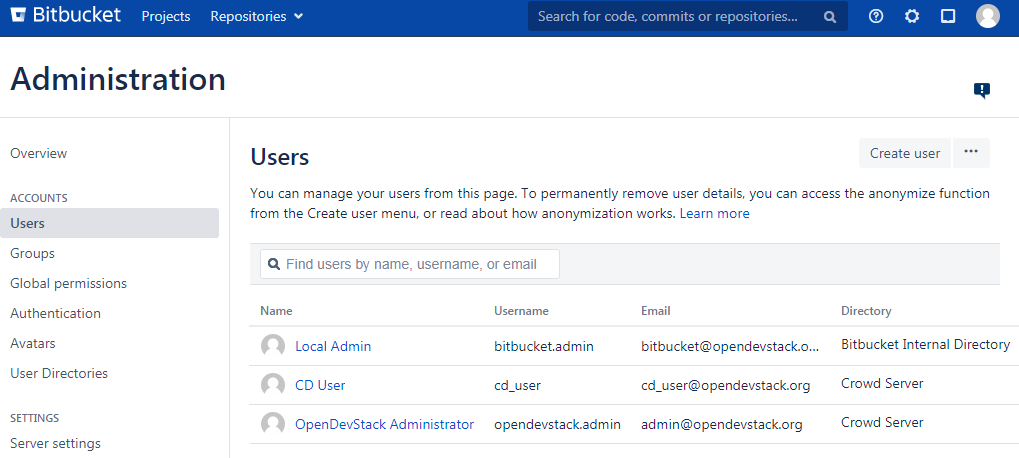 Bitbucket Projects Repositories Search for code, commits or repositories...
Administration
Overview
ACCOUNTS
Users
Groups
Global permissions
Authentication
Avatars
User Directories
SETTINGS
Server settings
Users
Create user ...
You can manage your users from this page. To permanently remove user details, you can access the anonymize function
from the Create user menu, or read about how anonymization works. Learn more
Find users by name, username, or email
Name Username Email Directory
Local Admin bitbucket.admin bitbucket@opendevstack.o... Bitbucket Internal Directory
CD User cd_user cd_user@opendevstack.org Crowd Server
OpenDevStack Administrator opendevstack.admin admin@opendevstack.org Crowd Server